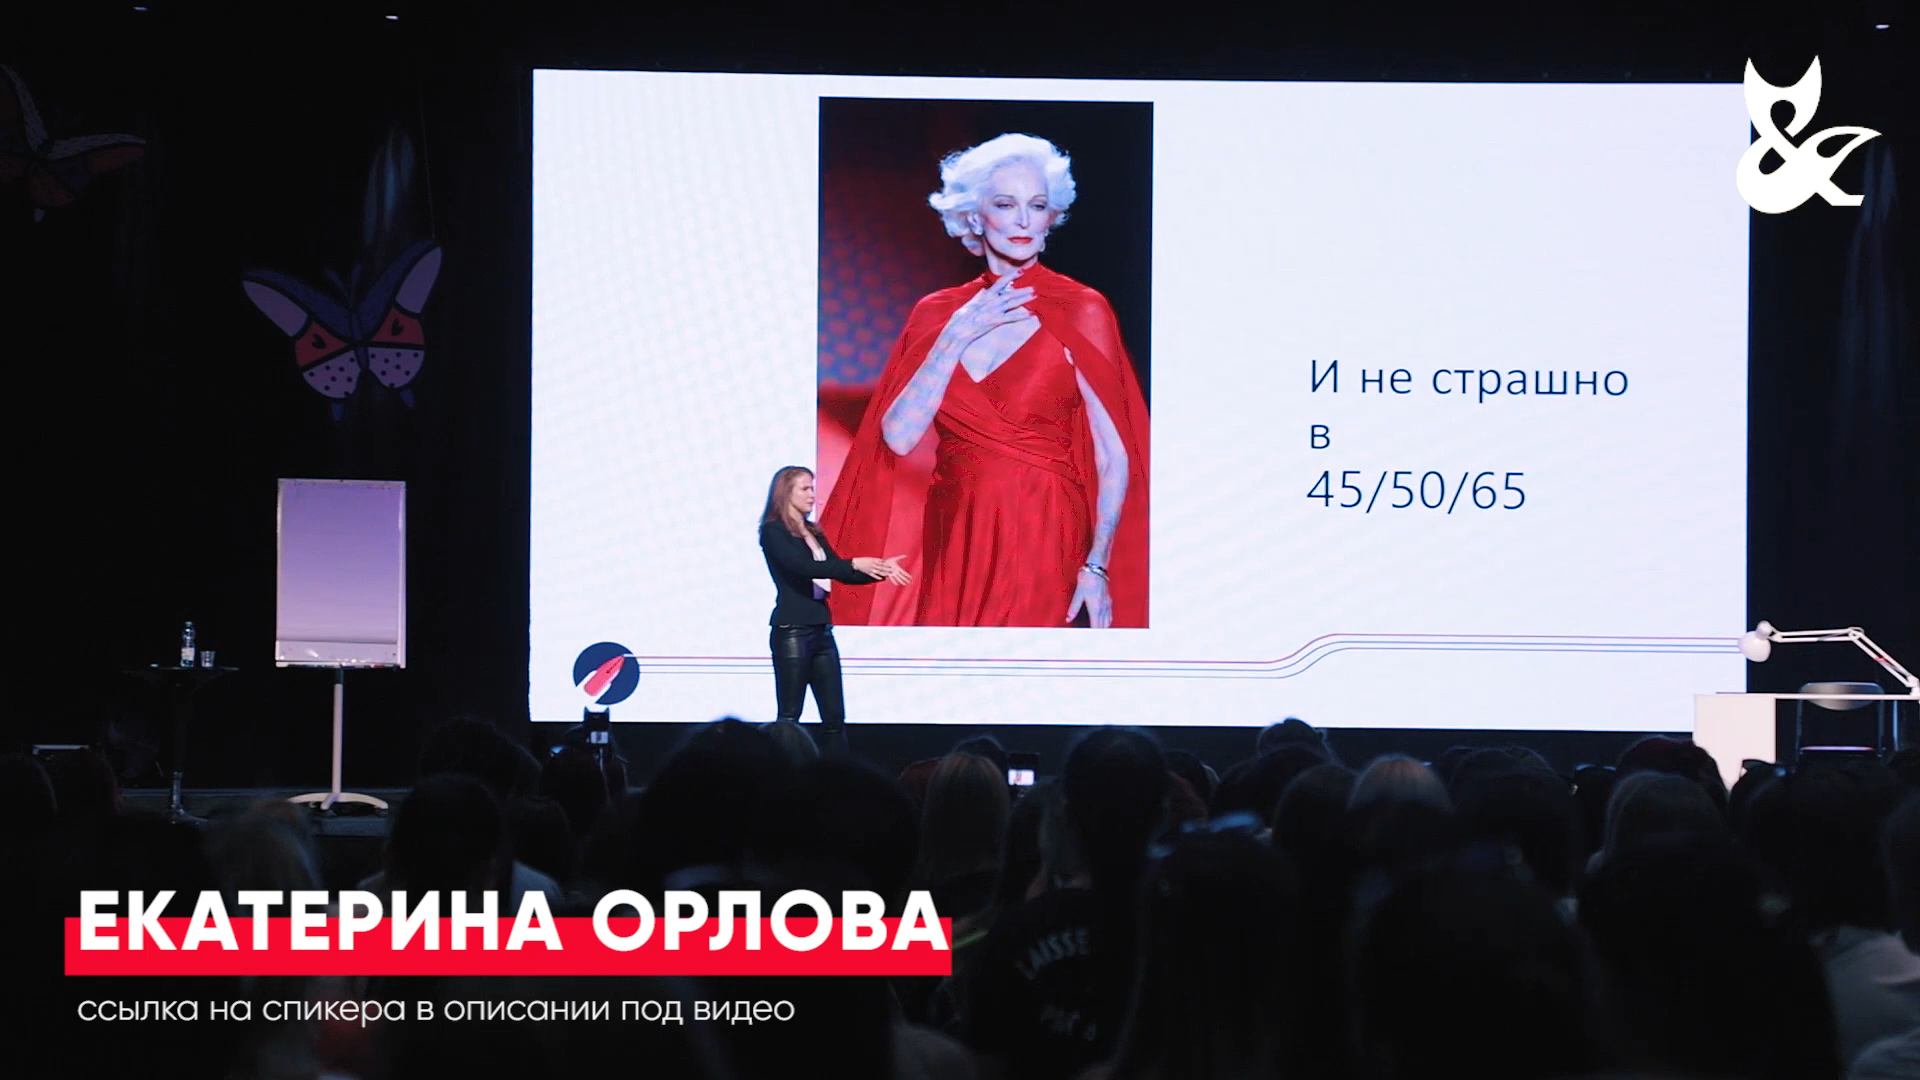 И не страшно
в
45/50/65
ЕКАТЕРИНА ОРЛОВА
ссылка на спикера в описании под видео